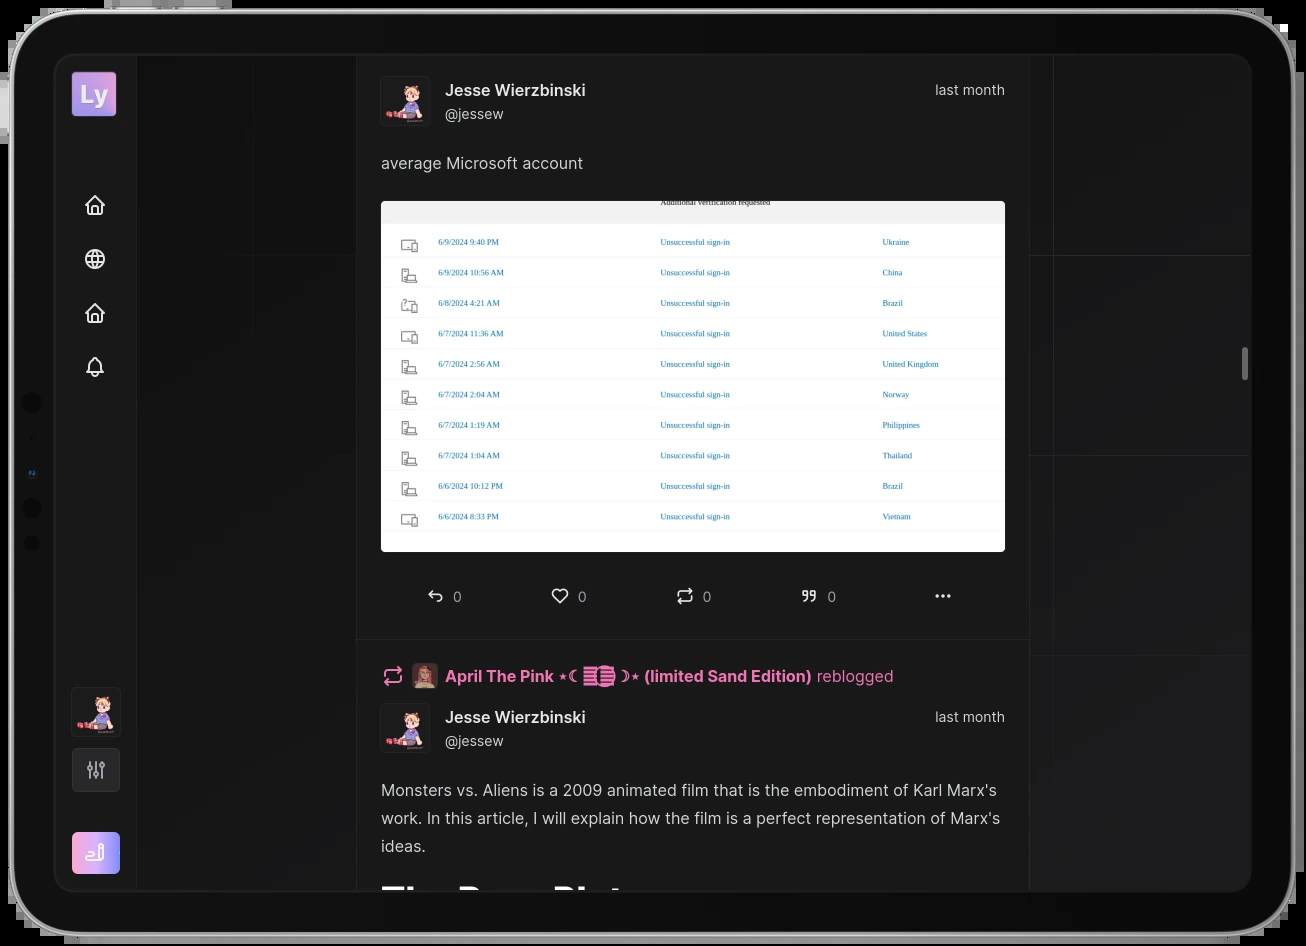 Ly
Jesse Wierzbinski
last month
@jessew
average Microsoft account
Additional verification requested
6/9/2024 9:40 PM Unsuccessful sign-in Ukraine
6/9/2024 10:56 AM Unsuccessful sign-in China
6/8/2024 4:21 AM Unsuccessful sign-in Brazil
6/7/2024 11:36 AM Unsuccessful sign-in United States
6/7/2024 2:56 AM Unsuccessful sign-in United Kingdom
6/7/2024 2:04 AM Unsuccessful sign-in Norway
6/7/2024 1:19 AM Unsuccessful sign-in Philippines
6/7/2024 1:04 AM Unsuccessful sign-in Thailand
6/6/2024 10:12 PM Unsuccessful sign-in Brazil
6/6/2024 8:33 PM Unsuccessful sign-in Vietnam
0 0 0 0
April The Pink ⋆☾ ☽⋆ (limited Sand Edition) reblogged
Jesse Wierzbinski
last month
@jessew
Monsters vs. Aliens is a 2009 animated film that is the embodiment of Karl Marx's
work. In this article, I will explain how the film is a perfect representation of Marx's
ideas.